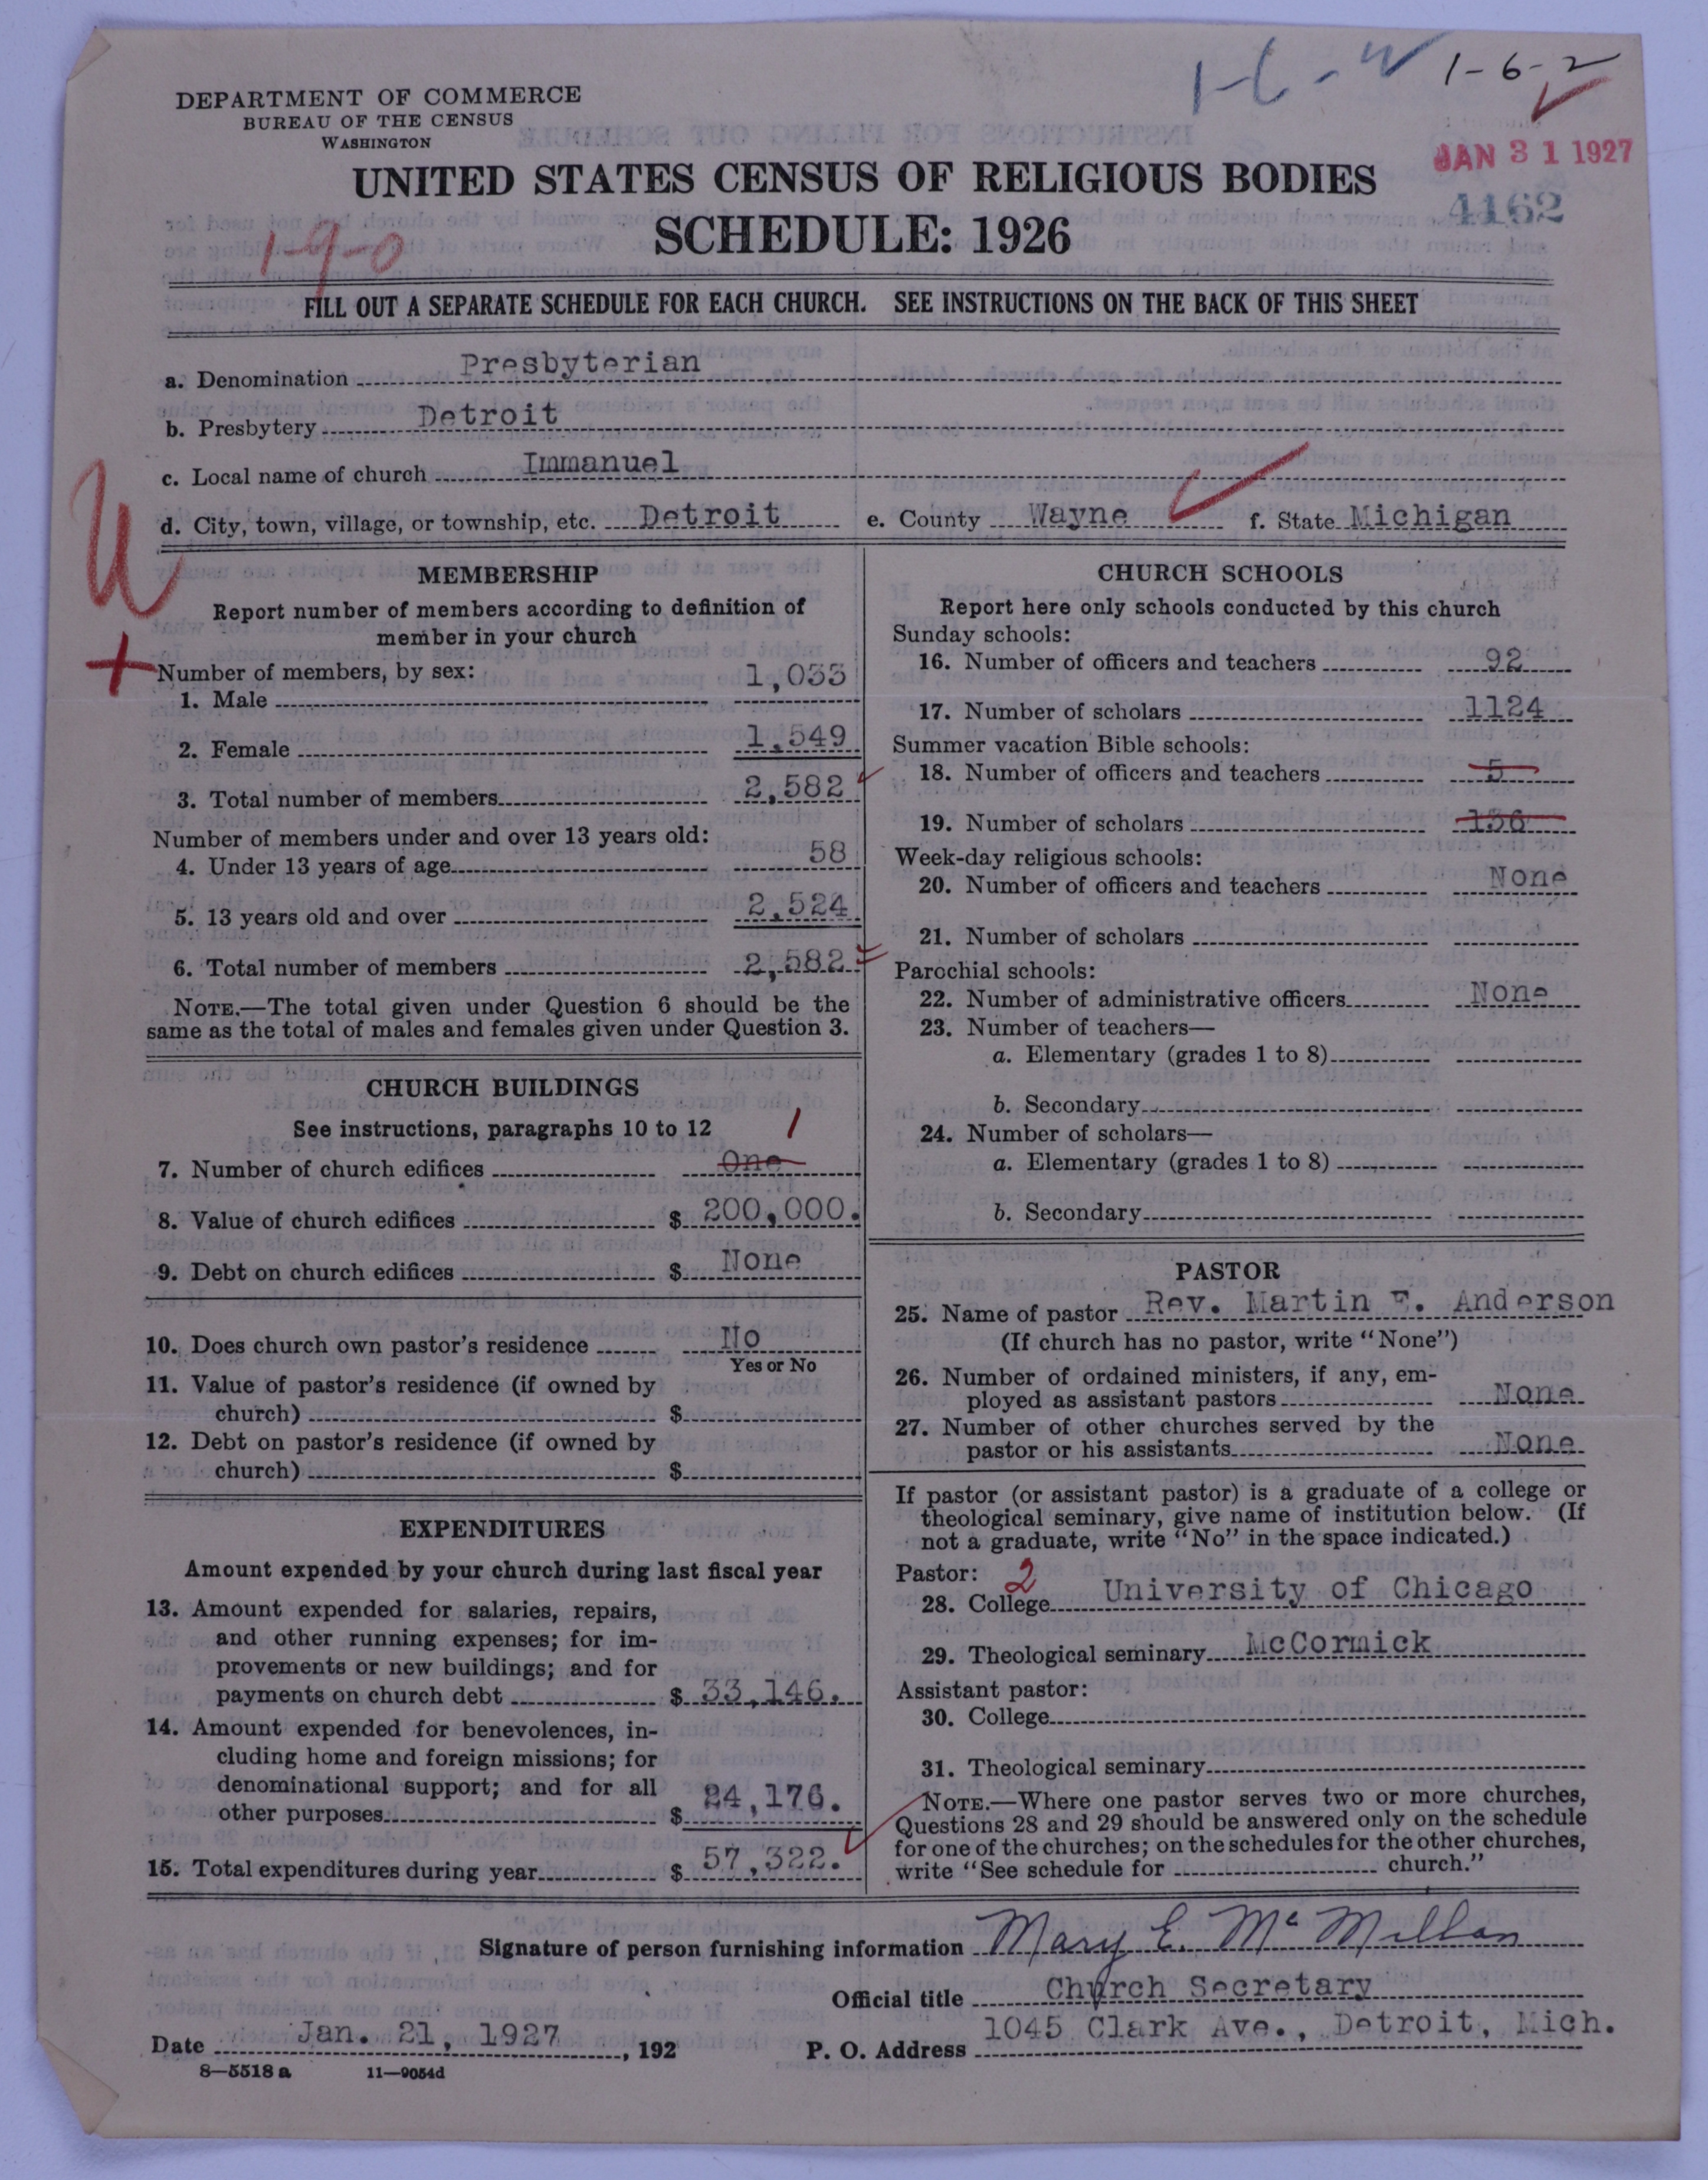 1-6-2 1-6-2
DEPARTMENT OF COMMERCE
BUREAU OF THE CENSUS
WASHINGTON
JAN 31 1927
UNITED STATES CENSUS OF RELIGIOUS BODIES
4162
SCHEDULE: 1926
1-9-0
FILL OUT A SEPARATE SCHEDULE FOR EACH CHURCH. SEE INSTRUCTIONS ON THE BACK OF THIS SHEET
a. Denomination Presbyterian
b. Presbytery Detroit
c. Local name of church Immanuel
d. City, town, village, or township, etc. Detroit e. County Wayne f. State Michigan
U
MEMBERSHIP
Report number of members according to definition of
member in your church
Number of members, by sex:
1. Male 1,033
2. Female 1,549
3. Total number of members 2,582
Number of members under and over 13 years old:
4. Under 13 years of age 58
5. 13 years old and over 2,524
6. Total number of members 2,582
NOTE.—The total given under Question 6 should be the
same as the total of males and females given under Question 3.
CHURCH BUILDINGS
See instructions, paragraphs 10 to 12
1
7. Number of church edifices One
8. Value of church edifices $ 200,000.
9. Debt on church edifices $ None
10. Does church own pastor's residence No
Yes or No
11. Value of pastor's residence (if owned by
church) $
12. Debt on pastor's residence (if owned by
church) $
EXPENDITURES
Amount expended by your church during last fiscal year
13. Amount expended for salaries, repairs,
and other running expenses; for im-
provements or new buildings; and for
payments on church debt $ 33,146.
14. Amount expended for benevolences, in-
cluding home and foreign missions; for
denominational support; and for all
other purposes $ 24,176.
15. Total expenditures during year $ 57,322.
CHURCH SCHOOLS
Report here only schools conducted by this church
Sunday schools:
16. Number of officers and teachers 92
17. Number of scholars 1124
Summer vacation Bible schools:
18. Number of officers and teachers 5
19. Number of scholars 136
Week-day religious schools:
20. Number of officers and teachers None
21. Number of scholars
Parochial schools:
22. Number of administrative officers None
23. Number of teachers—
a. Elementary (grades 1 to 8)
b. Secondary
24. Number of scholars—
a. Elementary (grades 1 to 8)
b. Secondary
PASTOR
25. Name of pastor Rev. Martin E. Anderson
(If church has no pastor, write "None")
26. Number of ordained ministers, if any, em-
ployed as assistant pastors None
27. Number of other churches served by the
pastor or his assistants None
If pastor (or assistant pastor) is a graduate of a college or
theological seminary, give name of institution below. (If
not a graduate, write "No" in the space indicated.)
Pastor: 2
28. College University of Chicago
29. Theological seminary McCormick
Assistant pastor:
30. College
31. Theological seminary
NOTE.—Where one pastor serves two or more churches,
Questions 28 and 29 should be answered only on the schedule
for one of the churches; on the schedules for the other churches,
write "See schedule for church."
Signature of person furnishing information Mary E. McMillan
Official title Church Secretary
Date Jan. 21, 1927, 192 P. O. Address 1045 Clark Ave., Detroit, Mich.
8—5518 a 11—9054d